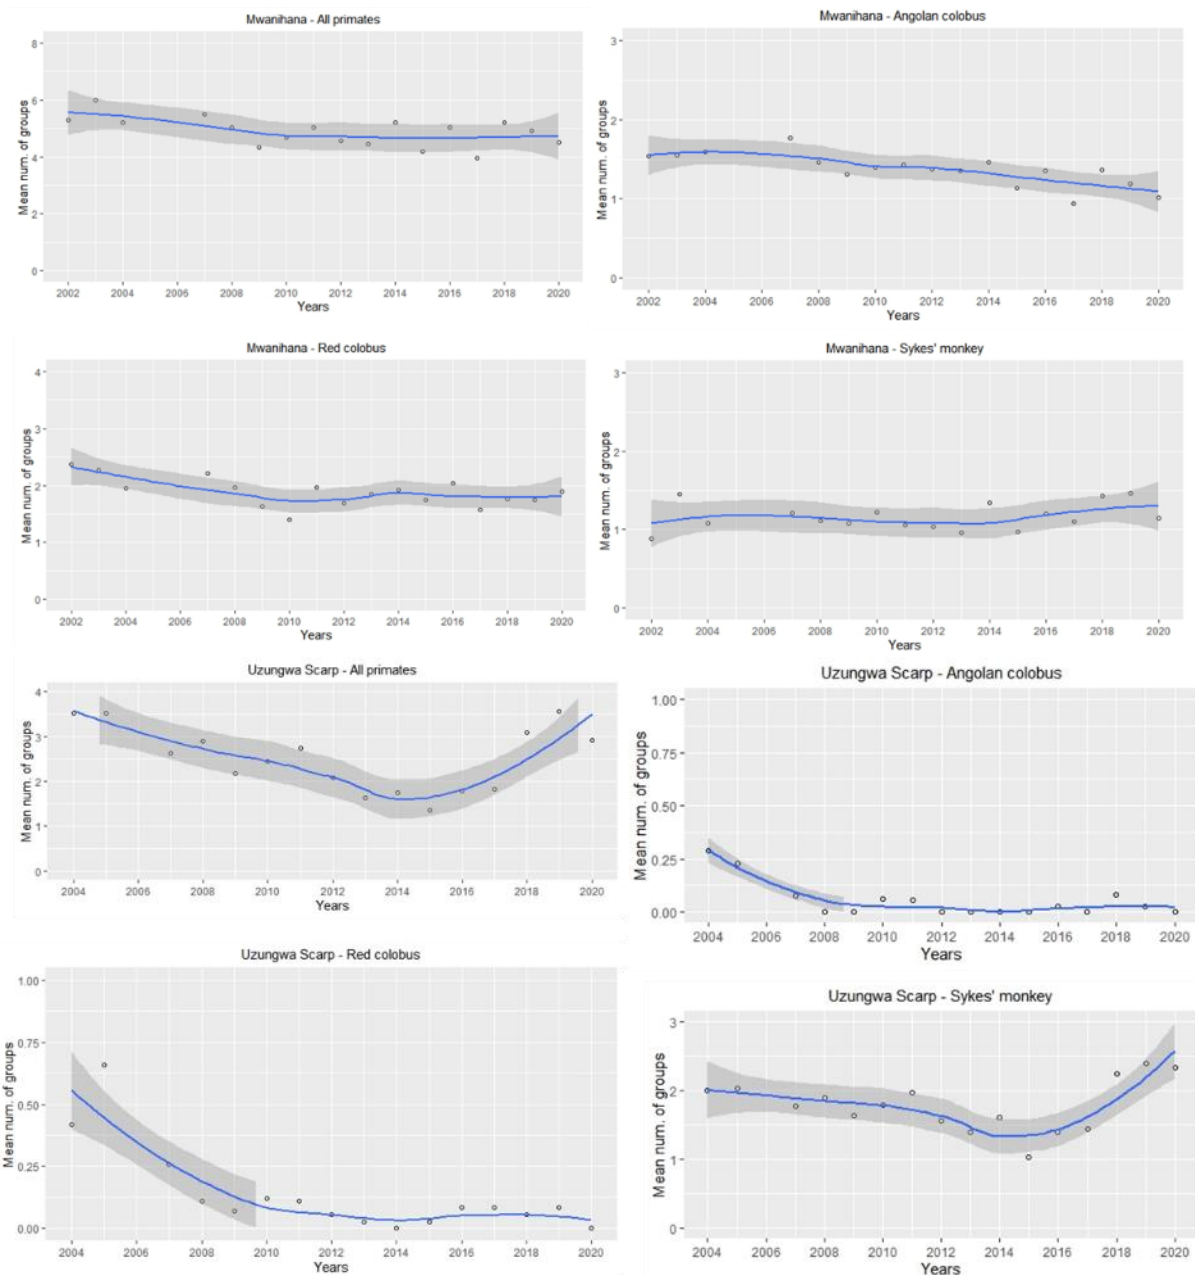 Mwanihana - All primates
Mean num. of groups
8
6
4
2
0
2002 2004 2006 2008 2010 2012 2014 2016 2018 2020
Years
Mwanihana - Angolan colobus
Mean num. of groups
3
2
1
0
2002 2004 2006 2008 2010 2012 2014 2016 2018 2020
Years
Mwanihana - Red colobus
Mean num. of groups
4
3
2
1
0
2002 2004 2006 2008 2010 2012 2014 2016 2018 2020
Years
Mwanihana - Sykes' monkey
Mean num. of groups
3
2
1
0
2002 2004 2006 2008 2010 2012 2014 2016 2018 2020
Years
Uzungwa Scarp - All primates
Mean num. of groups
4
3
2
1
0
2004 2006 2008 2010 2012 2014 2016 2018 2020
Years
Uzungwa Scarp - Angolan colobus
Mean num. of groups
1.00
0.75
0.50
0.25
0.00
2004 2006 2008 2010 2012 2014 2016 2018 2020
Years
Uzungwa Scarp - Red colobus
Mean num. of groups
1.00
0.75
0.50
0.25
0.00
2004 2006 2008 2010 2012 2014 2016 2018 2020
Years
Uzungwa Scarp - Sykes' monkey
Mean num. of groups
3
2
1
0
2004 2006 2008 2010 2012 2014 2016 2018 2020
Years